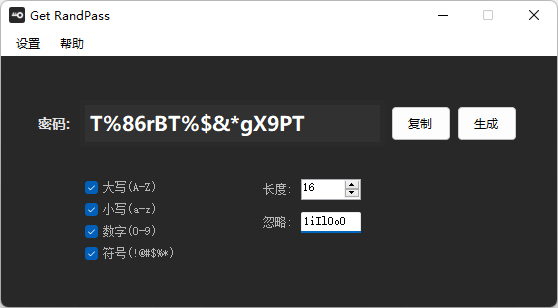 Get RandPass
设置 帮助
密码: T%86rBT%$&*gX9PT 复制 生成
大写(A-Z) 长度: 16
小写(a-z)
数字(0-9) 忽略: 1iIlOoO
符号(!@#$%*)